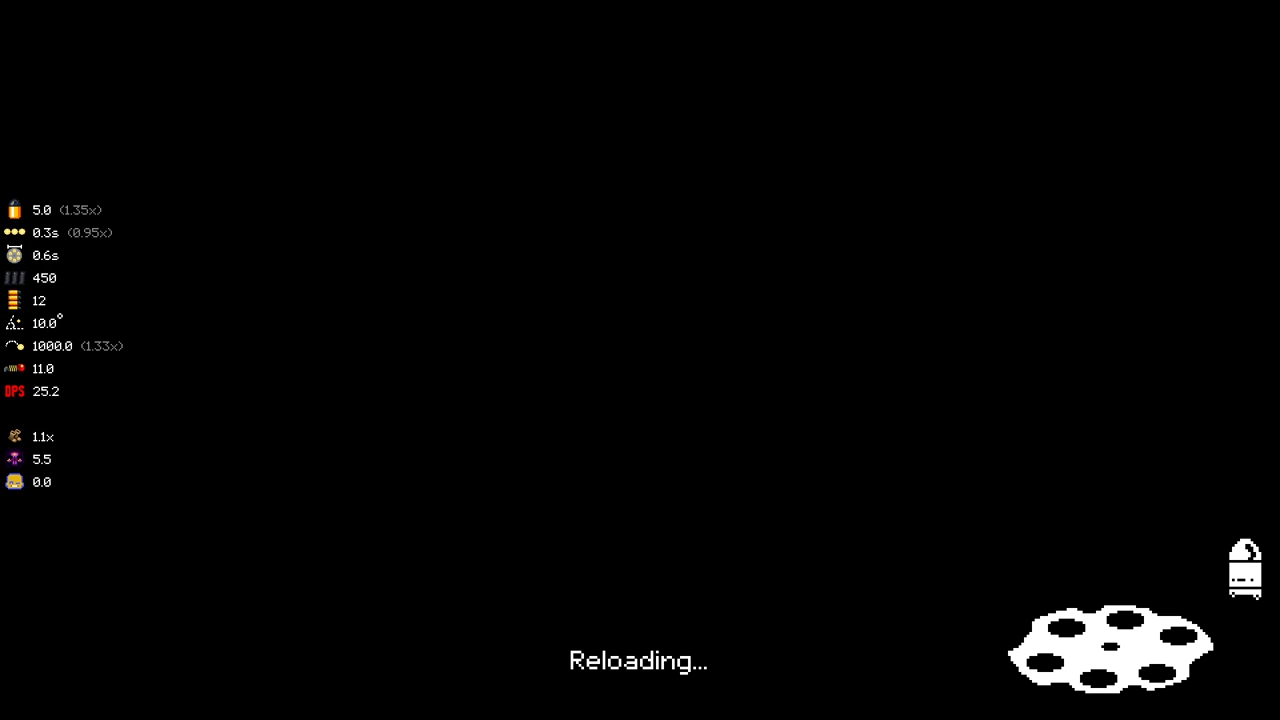 5.0 (1.35x)
0.3s (0.95x)
0.6s
450
12
10.0°
1000.0 (1.33x)
11.0
DPS 25.2
1.1x
5.5
0.0
Reloading...